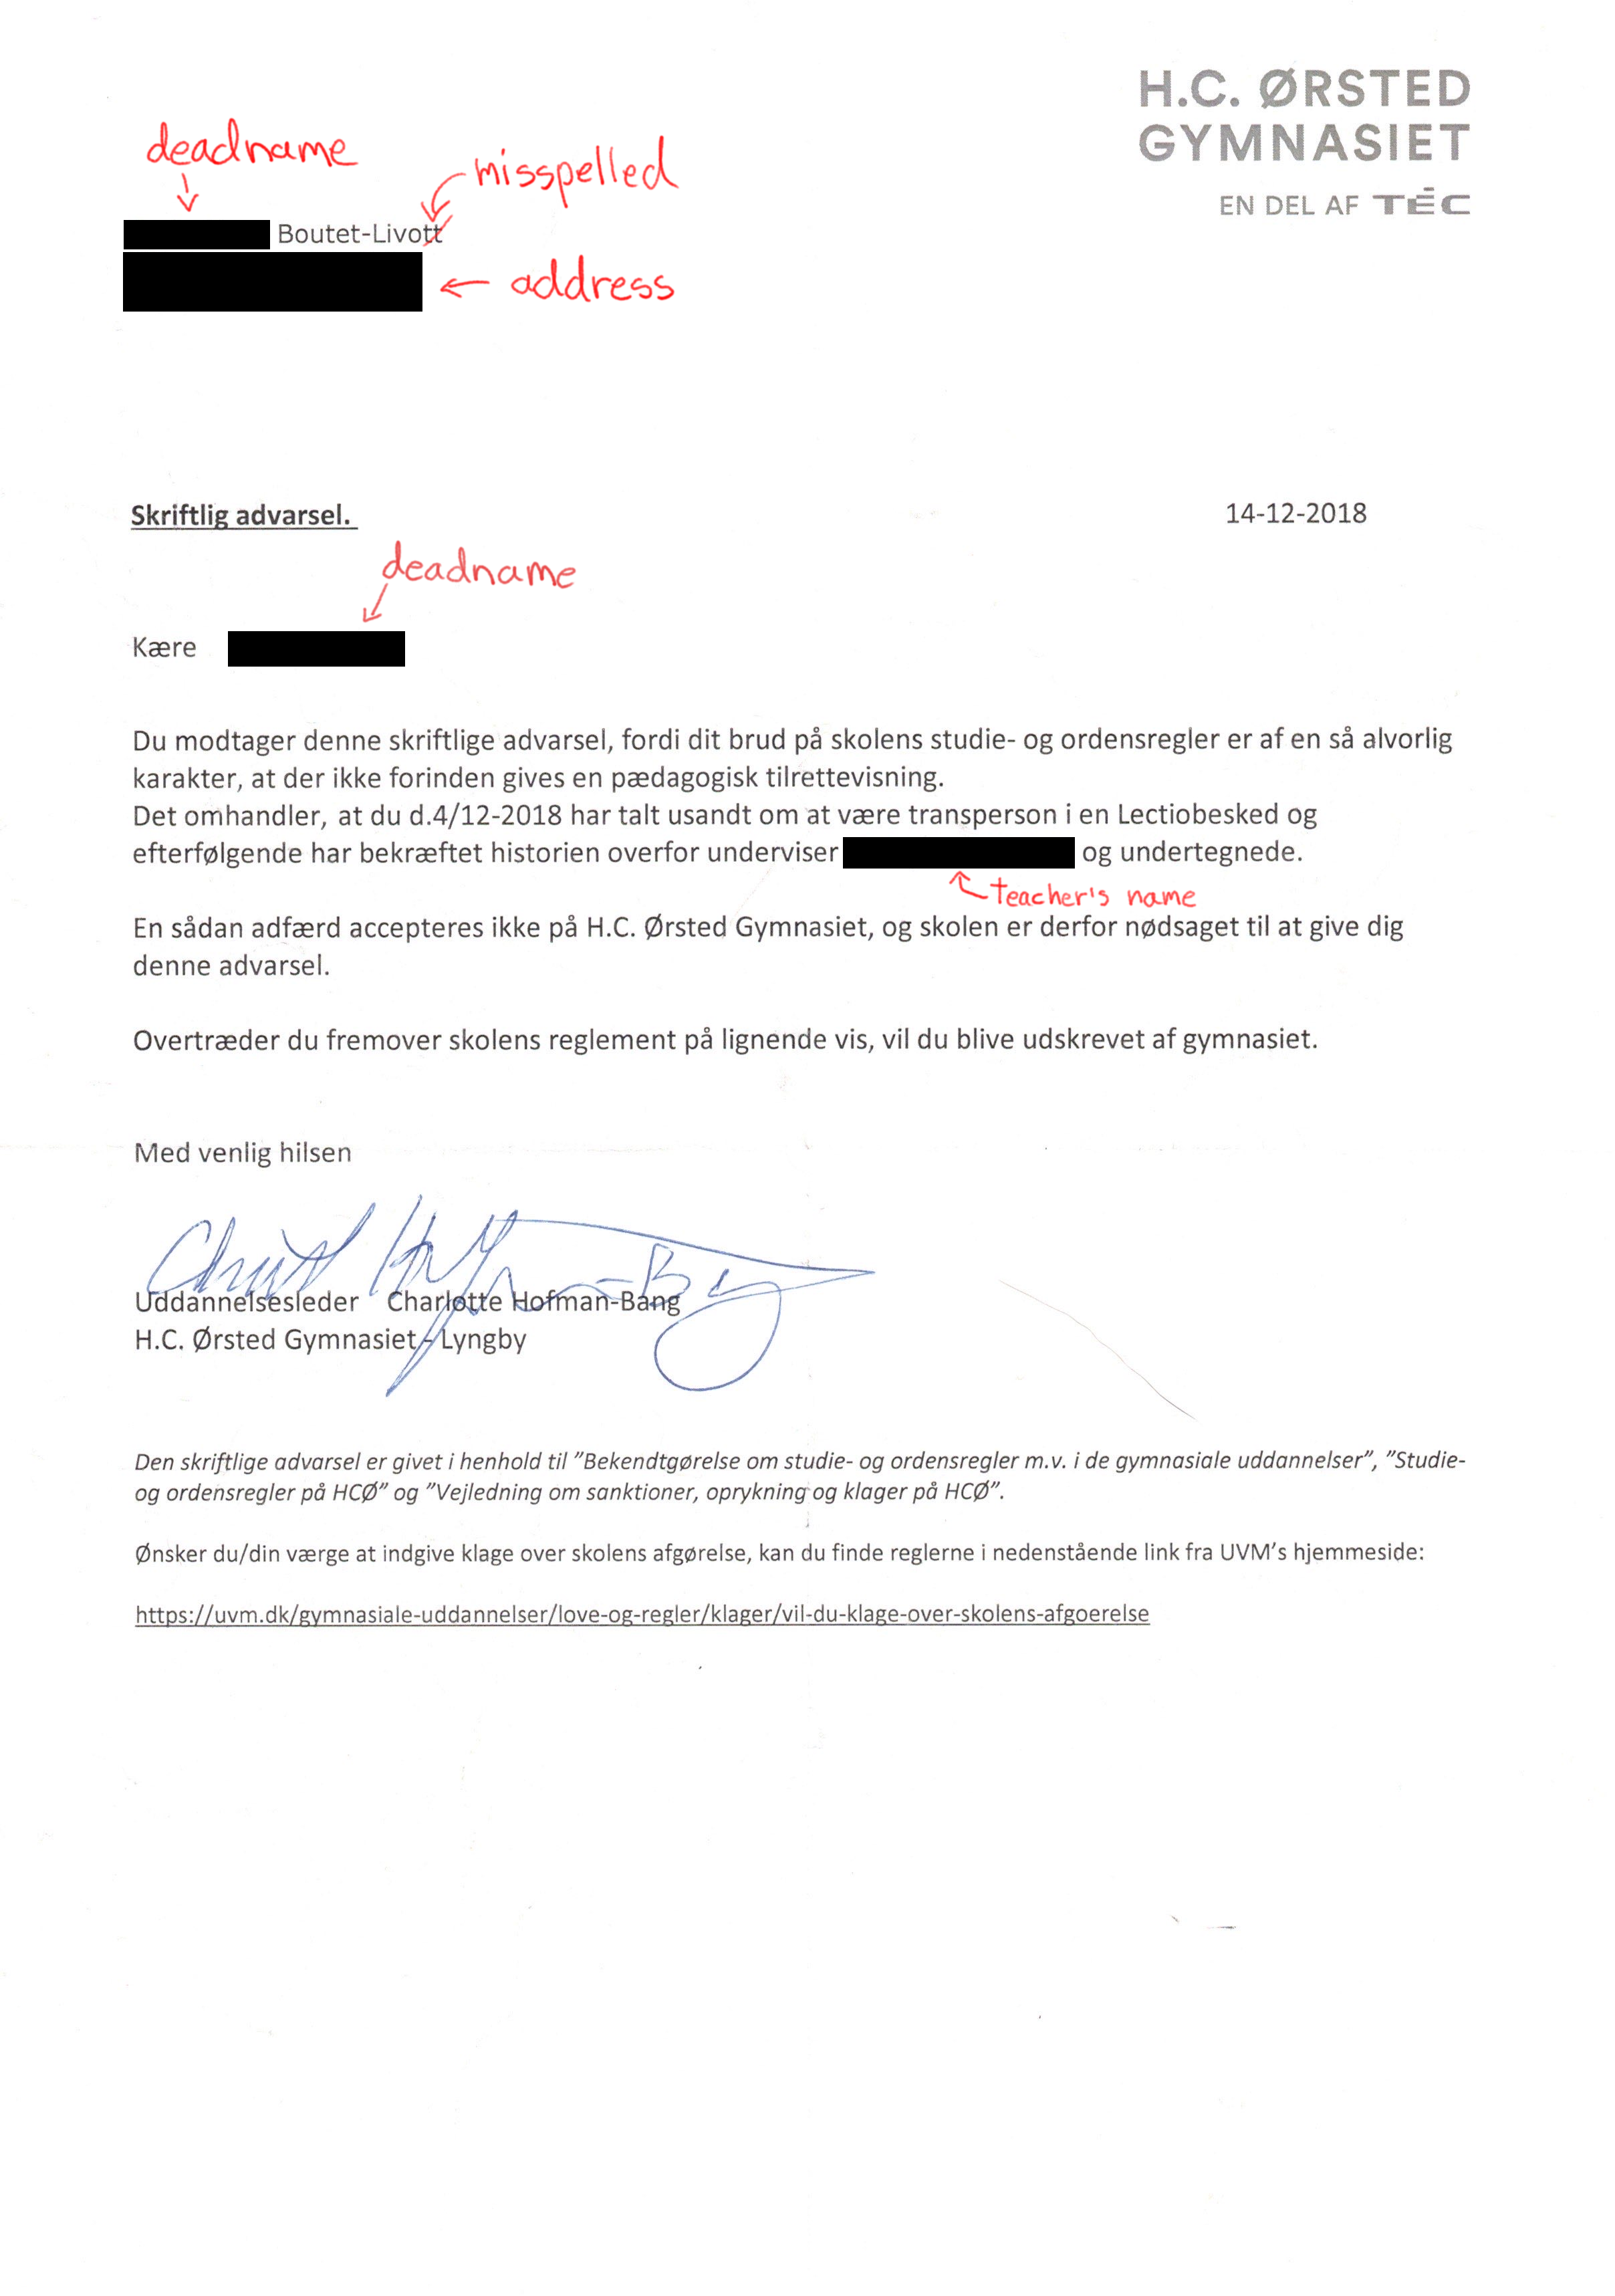 H.C. ØRSTED
GYMNASIET
EN DEL AF TEC
deadname
misspelled
Boutet-Livott
address
Skriftlig advarsel.
14-12-2018
deadname
Kære
Du modtager denne skriftlige advarsel, fordi dit brud på skolens studie- og ordensregler er af en så alvorlig
karakter, at der ikke forinden gives en pædagogisk tilrettevisning.
Det omhandler, at du d.4/12-2018 har talt usandt om at være transperson i en Lectiobesked og
efterfølgende har bekræftet historien overfor underviser og undertegnede.
teacher's name
En sådan adfærd accepteres ikke på H.C. Ørsted Gymnasiet, og skolen er derfor nødsaget til at give dig
denne advarsel.
Overtræder du fremover skolens reglement på lignende vis, vil du blive udskrevet af gymnasiet.
Med venlig hilsen
Uddannelsesleder Charlotte Hofman-Bang
H.C. Ørsted Gymnasiet - Lyngby
Den skriftlige advarsel er givet i henhold til ”Bekendtgørelse om studie- og ordensregler m.v. i de gymnasiale uddannelser”, ”Studie-
og ordensregler på HCØ” og ”Vejledning om sanktioner, oprykning og klager på HCØ”.
Ønsker du/din værge at indgive klage over skolens afgørelse, kan du finde reglerne i nedenstående link fra UVM’s hjemmeside:
https://uvm.dk/gymnasiale-uddannelser/love-og-regler/klager/vil-du-klage-over-skolens-afgoerelse